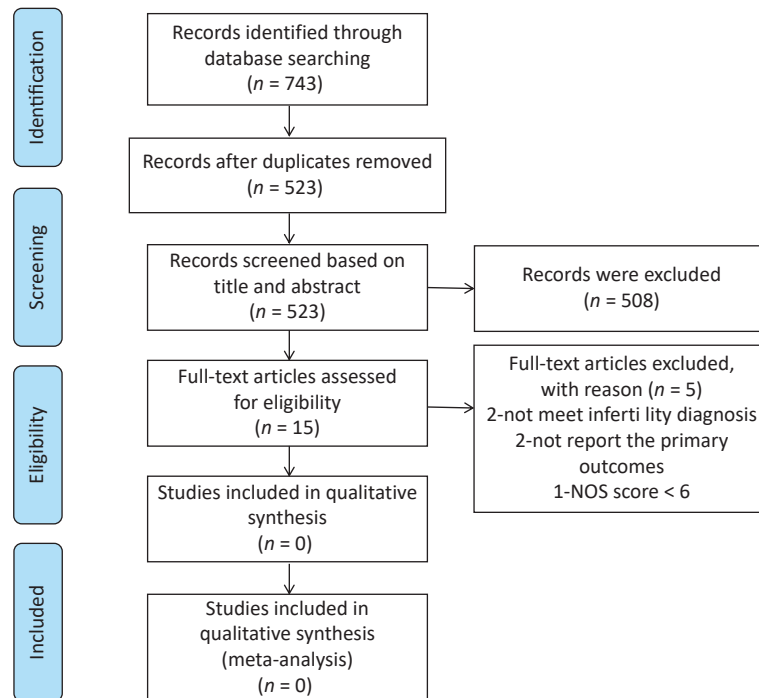 Identification
Records identified through
database searching
(n = 743)
Records after duplicates removed
(n = 523)
Screening
Records screened based on
title and abstract
(n = 523)
Records were excluded
(n = 508)
Eligibility
Full-text articles assessed
for eligibility
(n = 15)
Full-text articles excluded,
with reason (n = 5)
2-not meet inferti lity diagnosis
2-not report the primary
outcomes
1-NOS score < 6
Studies included in qualitative
synthesis
(n = 0)
Included
Studies included in
qualitative synthesis
(meta-analysis)
(n = 0)